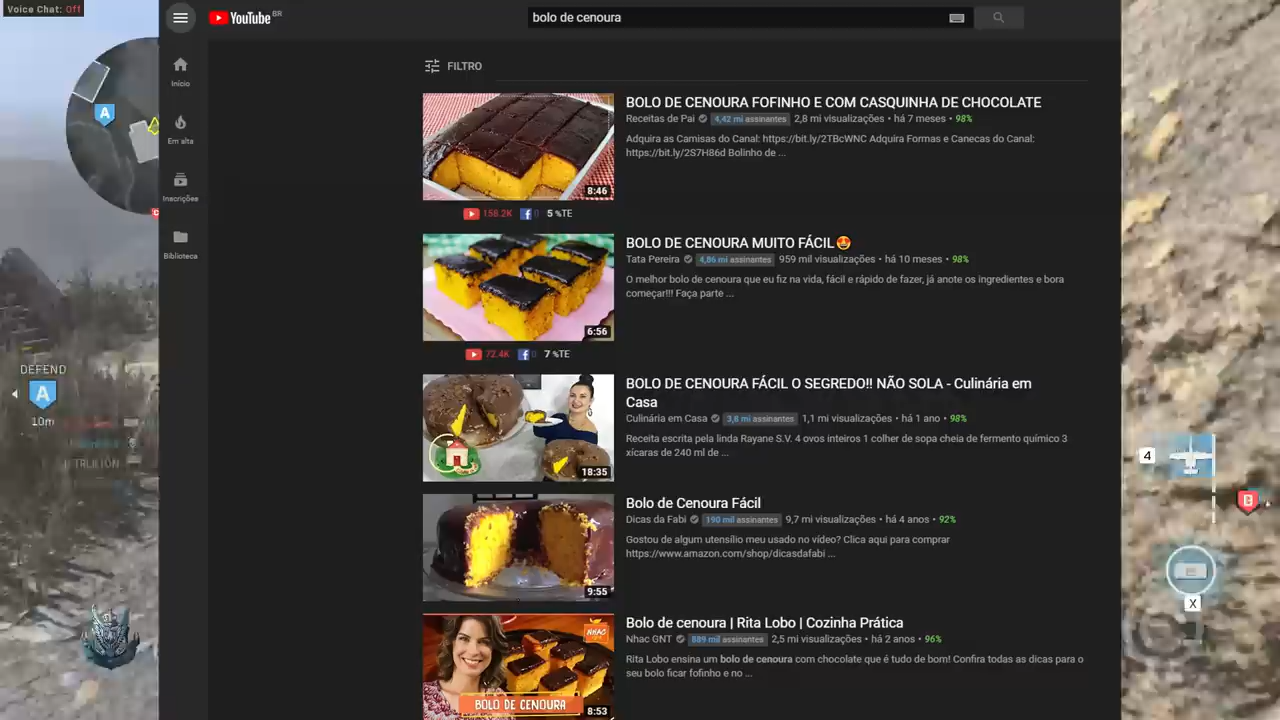 Voice Chat: Off
YouTube BR
bolo de cenoura
Início
Em alta
Inscrições
Biblioteca
FILTRO
BOLO DE CENOURA FOFINHO E COM CASQUINHA DE CHOCOLATE
Receitas de Pai 4,42 mi assinantes 2,8 mi visualizações • há 7 meses • 98%
Adquira as Camisas do Canal: https://bit.ly/2TBcWNC Adquira Formas e Canecas do Canal:
https://bit.ly/2S7H86d Bolinho de ...
8:46
158.2K 0 5 %TE
BOLO DE CENOURA MUITO FÁCIL😍
Tata Pereira 4,86 mi assinantes 959 mil visualizações • há 10 meses • 98%
O melhor bolo de cenoura que eu fiz na vida, fácil e rápido de fazer, já anote os ingredientes e bora
começar!!! Faça parte ...
6:56
72.4K 0 7 %TE
BOLO DE CENOURA FÁCIL O SEGREDO!! NÃO SOLA - Culinária em
Casa
Culinária em Casa 3,8 mi assinantes 1,1 mi visualizações • há 1 ano • 98%
Receita escrita pela linda Rayane S.V. 4 ovos inteiros 1 colher de sopa cheia de fermento químico 3
xícaras de 240 ml de ...
18:35
Bolo de Cenoura Fácil
Dicas da Fabi 190 mil assinantes 9,7 mi visualizações • há 4 anos • 92%
Gostou de algum utensílio meu usado no vídeo? Clica aqui para comprar
https://www.amazon.com/shop/dicasdafabi ...
9:55
Bolo de cenoura | Rita Lobo | Cozinha Prática
Nhac GNT 889 mil assinantes 2,5 mi visualizações • há 2 anos • 96%
Rita Lobo ensina um bolo de cenoura com chocolate que é tudo de bom! Confira todas as dicas para o
seu bolo ficar fofinho e no ...
NHAC
BOLO DE CENOURA
8:53
A
DEFEND
A
10m
4
B
X